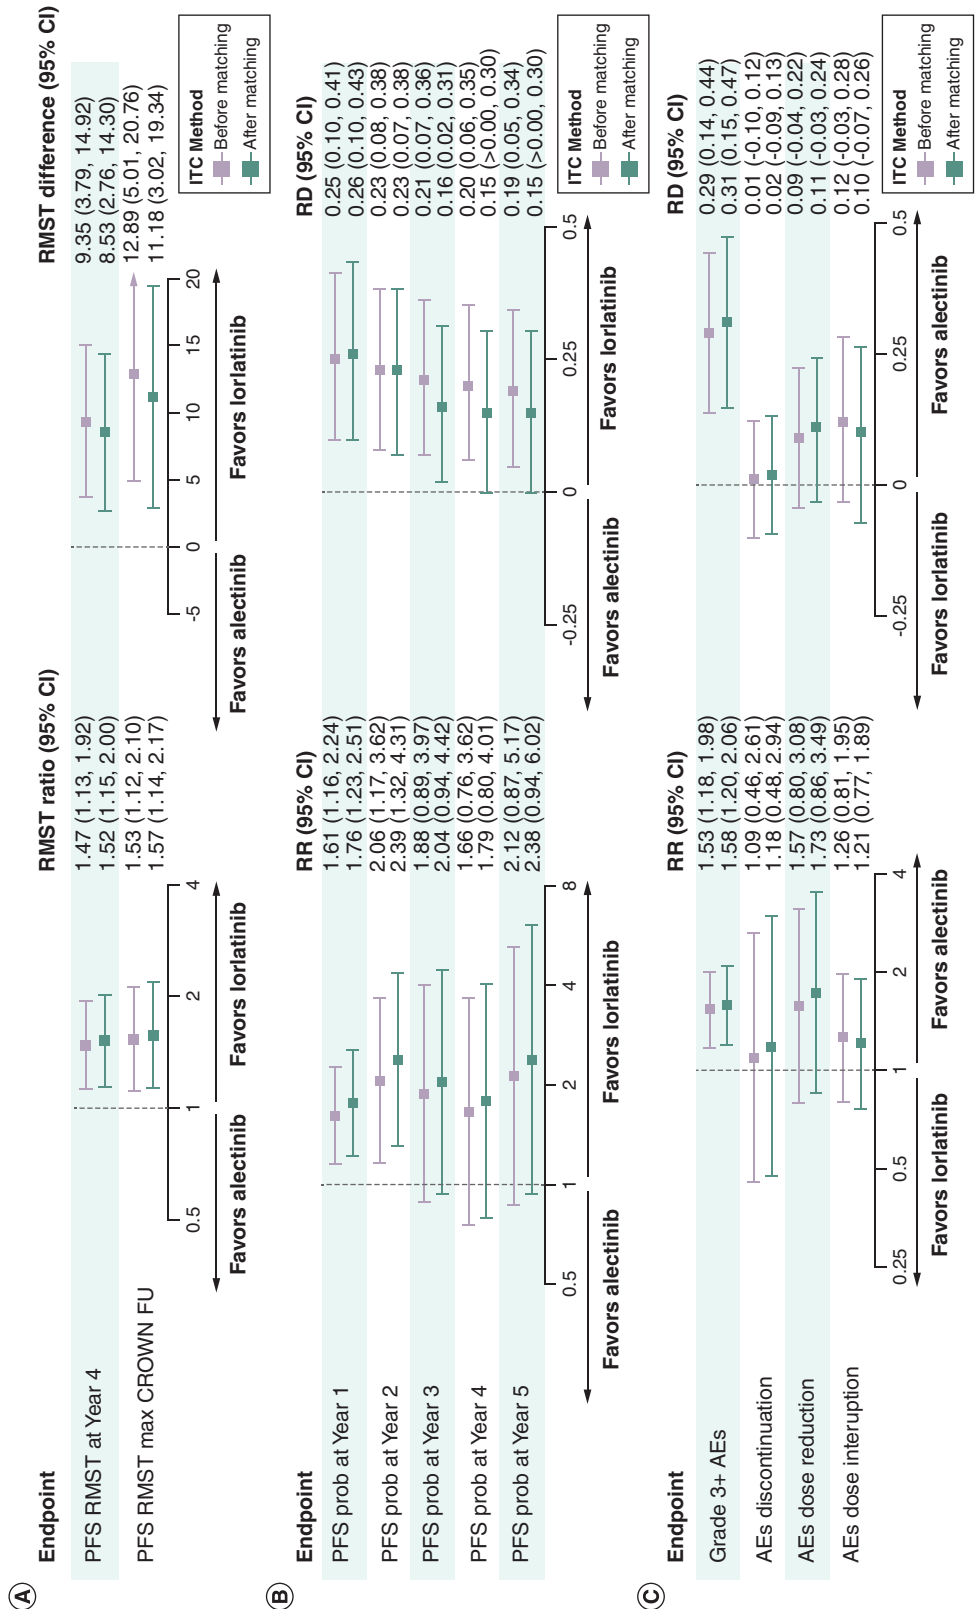 A
Endpoint
RMST ratio (95% CI)
RMST difference (95% CI)
PFS RMST at Year 4
1.47 (1.13, 1.92)
9.35 (3.79, 14.92)
1.52 (1.15, 2.00)
8.53 (2.76, 14.30)
PFS RMST max CROWN FU
1.53 (1.12, 2.10)
12.89 (5.01, 20.76)
1.57 (1.14, 2.17)
11.18 (3.02, 19.34)
0.5 1 2 4
-5 0 5 10 15 20
Favors alectinib Favors lorlatinib
Favors alectinib Favors lorlatinib
ITC Method
Before matching
After matching
B
Endpoint
RR (95% CI)
RD (95% CI)
PFS prob at Year 1
1.61 (1.16, 2.24)
0.25 (0.10, 0.41)
1.76 (1.23, 2.51)
0.26 (0.10, 0.43)
PFS prob at Year 2
2.06 (1.17, 3.62)
0.23 (0.08, 0.38)
2.39 (1.32, 4.31)
0.23 (0.07, 0.38)
PFS prob at Year 3
1.88 (0.89, 3.97)
0.21 (0.07, 0.36)
2.04 (0.94, 4.42)
0.16 (0.02, 0.31)
PFS prob at Year 4
1.66 (0.76, 3.62)
0.20 (0.06, 0.35)
1.79 (0.80, 4.01)
0.15 (>0.00, 0.30)
PFS prob at Year 5
2.12 (0.87, 5.17)
0.19 (0.05, 0.34)
2.38 (0.94, 6.02)
0.15 (>0.00, 0.30)
0.5 1 2 4 8
-0.25 0 0.25 0.5
Favors alectinib Favors lorlatinib
Favors alectinib Favors lorlatinib
ITC Method
Before matching
After matching
C
Endpoint
RR (95% CI)
RD (95% CI)
Grade 3+ AEs
1.53 (1.18, 1.98)
0.29 (0.14, 0.44)
1.58 (1.20, 2.06)
0.31 (0.15, 0.47)
AEs discontinuation
1.09 (0.46, 2.61)
0.01 (-0.10, 0.12)
1.18 (0.48, 2.94)
0.02 (-0.09, 0.13)
AEs dose reduction
1.57 (0.80, 3.08)
0.09 (-0.04, 0.22)
1.73 (0.86, 3.49)
0.11 (-0.03, 0.24)
AEs dose interuption
1.26 (0.81, 1.95)
0.12 (-0.03, 0.28)
1.21 (0.77, 1.89)
0.10 (-0.07, 0.26)
0.25 0.5 1 2 4
-0.25 0 0.25 0.5
Favors lorlatinib Favors alectinib
Favors lorlatinib Favors alectinib
ITC Method
Before matching
After matching